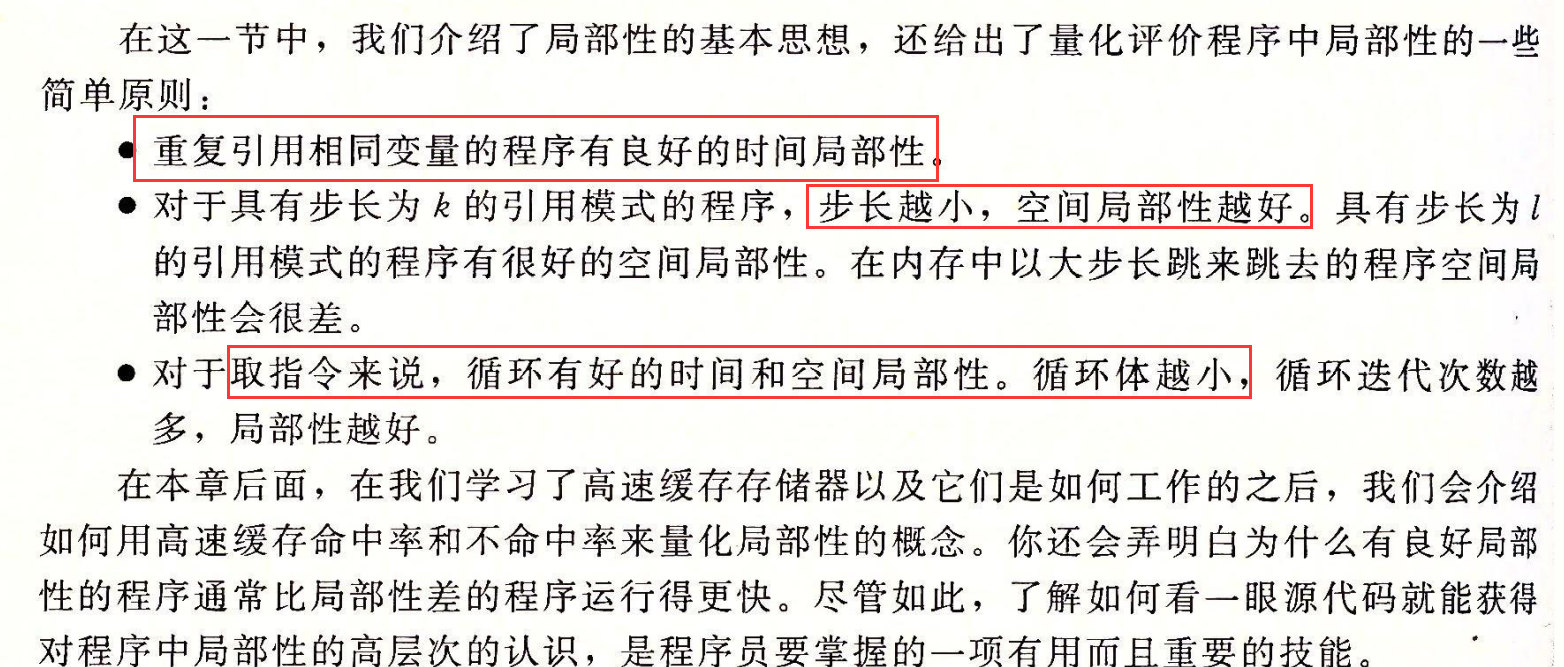 在这一节中，我们介绍了局部性的基本思想，还给出了量化评价程序中局部性的一些
简单原则：
●重复引用相同变量的程序有良好的时间局部性。
●对于具有步长为 k 的引用模式的程序，步长越小，空间局部性越好。具有步长为 l
的引用模式的程序有很好的空间局部性。在内存中以大步长跳来跳去的程序空间局
部性会很差。
●对于取指令来说，循环有好的时间和空间局部性。循环体越小，循环迭代次数越
多，局部性越好。
在本章后面，在我们学习了高速缓存存储器以及它们是如何工作的之后，我们会介绍
如何用高速缓存命中率和不命中率来量化局部性的概念。你还会弄明白为什么有良好局部
性的程序通常比局部性差的程序运行得更快。尽管如此，了解如何看一眼源代码就能获得
对程序中局部性的高层次的认识，是程序员要掌握的一项有用而且重要的技能。